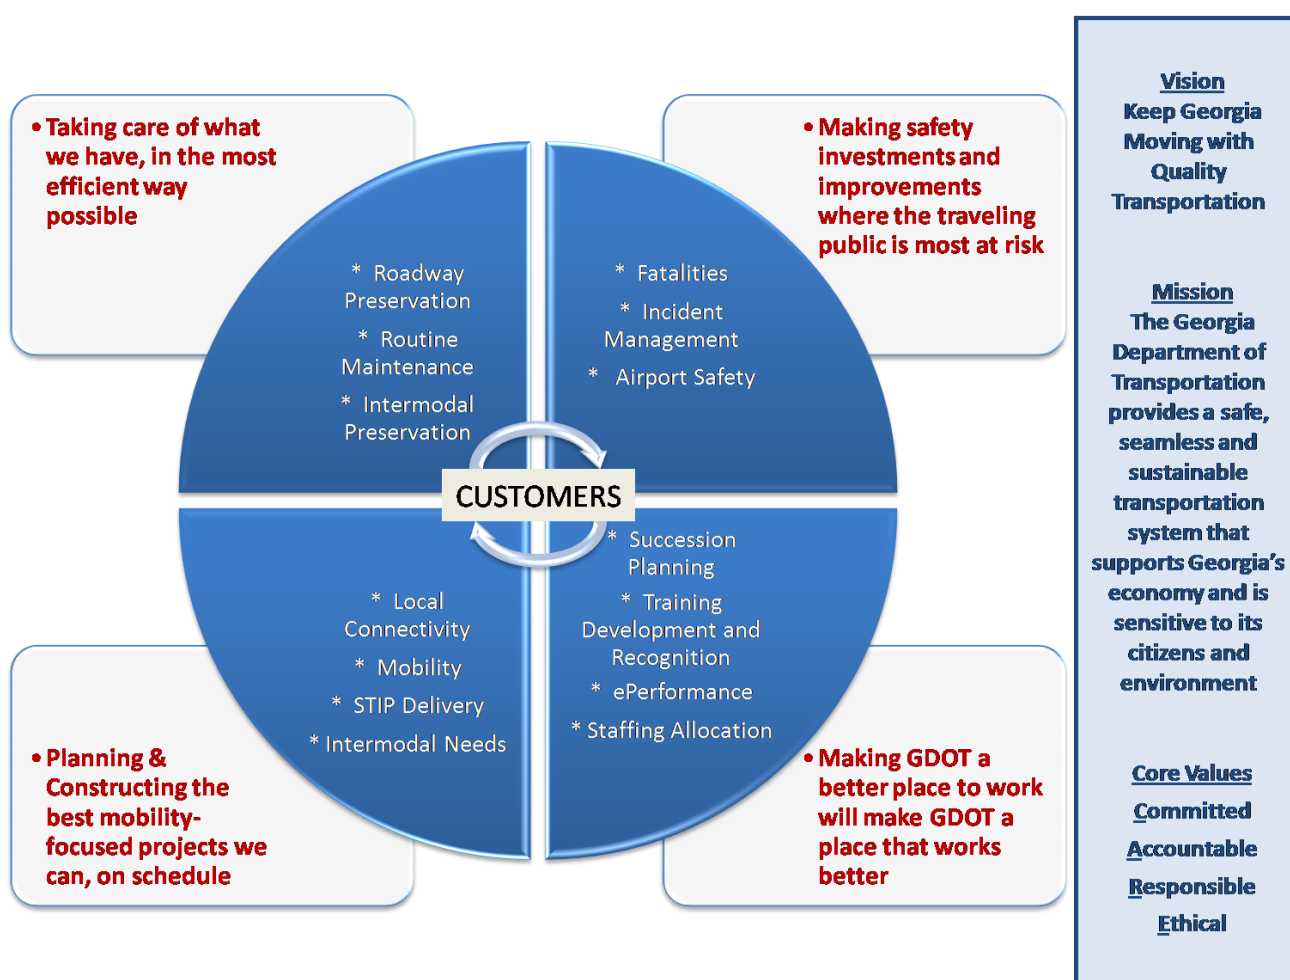 • Taking care of what
we have, in the most
efficient way
possible
• Making safety
investments and
improvements
where the traveling
public is most at risk
* Roadway
Preservation
* Routine
Maintenance
* Intermodal
Preservation
* Fatalities
* Incident
Management
* Airport Safety
CUSTOMERS
* Local
Connectivity
* Mobility
* STIP Delivery
* Intermodal Needs
* Succession
Planning
* Training
Development and
Recognition
* ePerformance
* Staffing Allocation
• Planning &
Constructing the
best mobility-
focused projects we
can, on schedule
• Making GDOT a
better place to work
will make GDOT a
place that works
better
Vision
Keep Georgia
Moving with
Quality
Transportation
Mission
The Georgia
Department of
Transportation
provides a safe,
seamless and
sustainable
transportation
system that
supports Georgia's
economy and is
sensitive to its
citizens and
environment
Core Values
Committed
Accountable
Responsible
Ethical